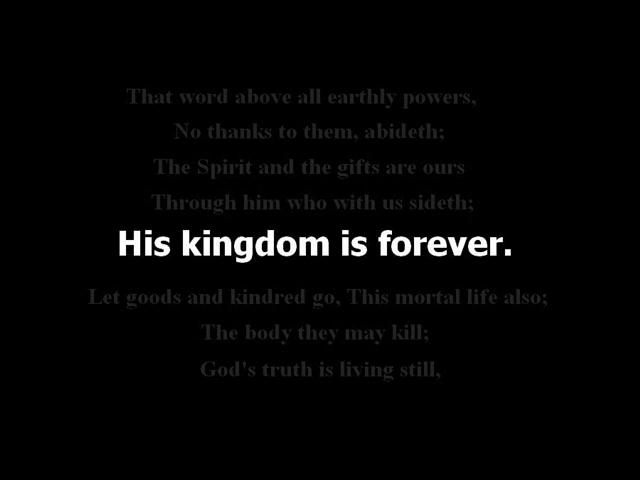 That word above all earthly powers,
No thanks to them, abideth;
The Spirit and the gifts are ours
Through him who with us sideth;
His kingdom is forever.
Let goods and kindred go, This mortal life also;
The body they may kill;
God's truth is living still,